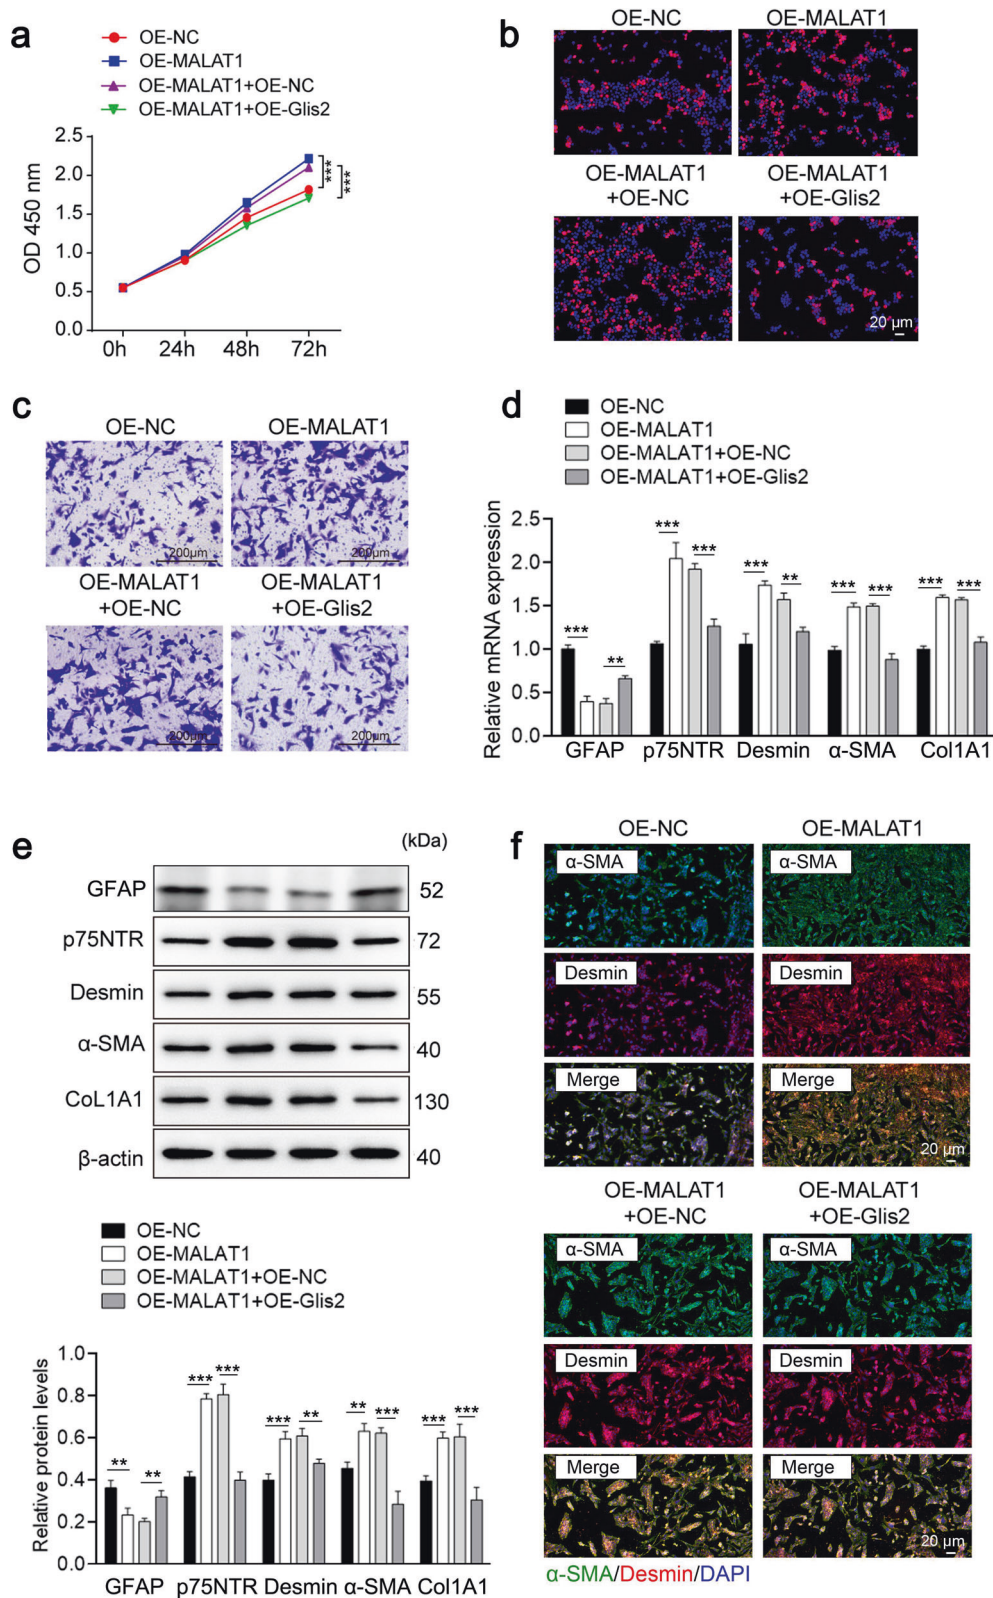 a
OE-NC
OE-MALAT1
OE-MALAT1+OE-NC
OE-MALAT1+OE-Glis2
OD 450 nm
2.5
2.0
1.5
1.0
0.5
0.0
0h 24h 48h 72h
***
***
b
OE-NC OE-MALAT1
OE-MALAT1 OE-MALAT1
+OE-NC +OE-Glis2
20 µm
c
OE-NC OE-MALAT1
200µm 200µm
OE-MALAT1 OE-MALAT1
+OE-NC +OE-Glis2
200µm 200µm
d
OE-NC
OE-MALAT1
OE-MALAT1+OE-NC
OE-MALAT1+OE-Glis2
Relative mRNA expression
2.5
2.0
1.5
1.0
0.5
0.0
*** ** *** *** *** ** *** *** *** ***
GFAP p75NTR Desmin α-SMA Col1A1
e
(kDa)
GFAP 52
p75NTR 72
Desmin 55
α-SMA 40
CoL1A1 130
β-actin 40
OE-NC
OE-MALAT1
OE-MALAT1+OE-NC
OE-MALAT1+OE-Glis2
Relative protein levels
1.0
0.8
0.6
0.4
0.2
0.0
** ** *** *** *** ** ** *** *** ***
GFAP p75NTR Desmin α-SMA Col1A1
f
OE-NC OE-MALAT1
α-SMA α-SMA
Desmin Desmin
Merge Merge
20 µm
OE-MALAT1 OE-MALAT1
+OE-NC +OE-Glis2
α-SMA α-SMA
Desmin Desmin
Merge Merge
20 µm
α-SMA/Desmin/DAPI